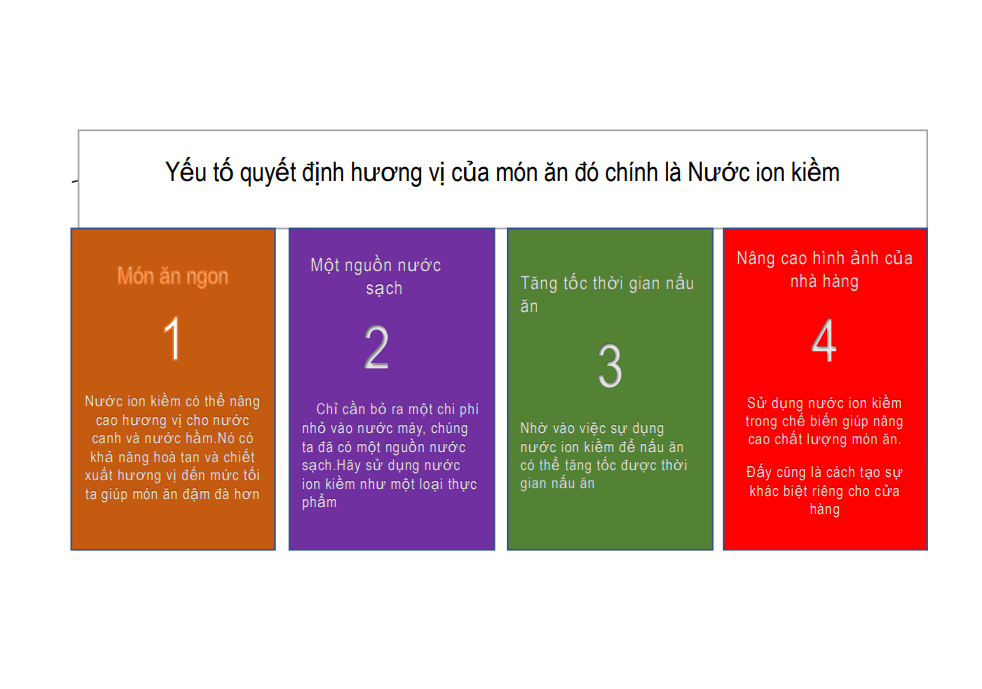 Yếu tố quyết định hương vị của món ăn đó chính là Nước ion kiềm
Món ăn ngon
1
Nước ion kiềm có thể nâng
cao hương vị cho nước
canh và nước hầm.Nó có
khả năng hoà tan và chiết
xuất hương vị đến mức tối
ta giúp món ăn đậm đà hơn
Một nguồn nước
sạch
2
Chỉ cần bỏ ra một chi phí
nhỏ vào nước máy, chúng
ta đã có một nguồn nước
sạch.Hãy sử dụng nước
ion kiềm như một loại thực
phẩm
Tăng tốc thời gian nấu
ăn
3
Nhờ vào việc sự dụng
nước ion kiềm để nấu ăn
có thể tăng tốc được thời
gian nấu ăn
Nâng cao hình ảnh của
nhà hàng
4
Sử dụng nước ion kiềm
trong chế biến giúp nâng
cao chất lượng món ăn.
Đấy cũng là cách tạo sự
khác biệt riêng cho cửa
hàng